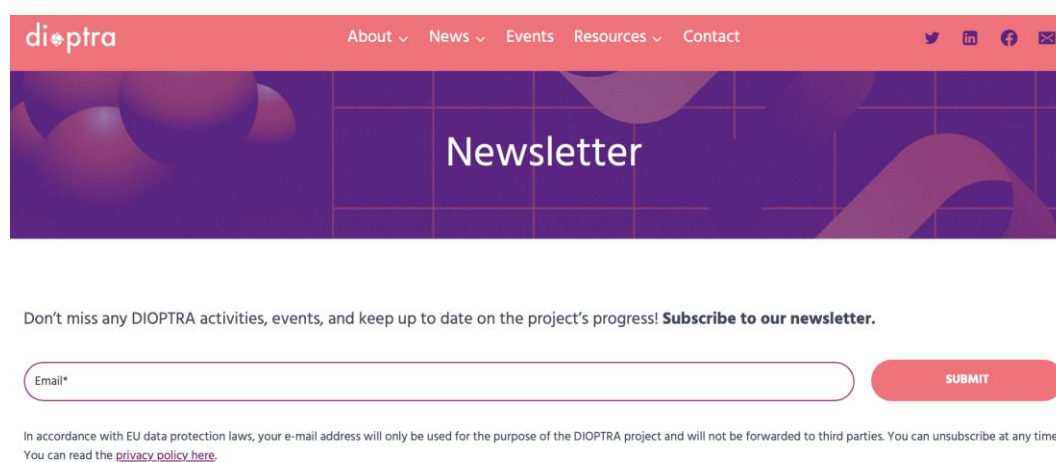 dioptra
About News Events Resources Contact
Newsletter
Don’t miss any DIOPTRA activities, events, and keep up to date on the project’s progress! Subscribe to our newsletter.
Email*
SUBMIT
In accordance with EU data protection laws, your e-mail address will only be used for the purpose of the DIOPTRA project and will not be forwarded to third parties. You can unsubscribe at any time
You can read the privacy policy here.